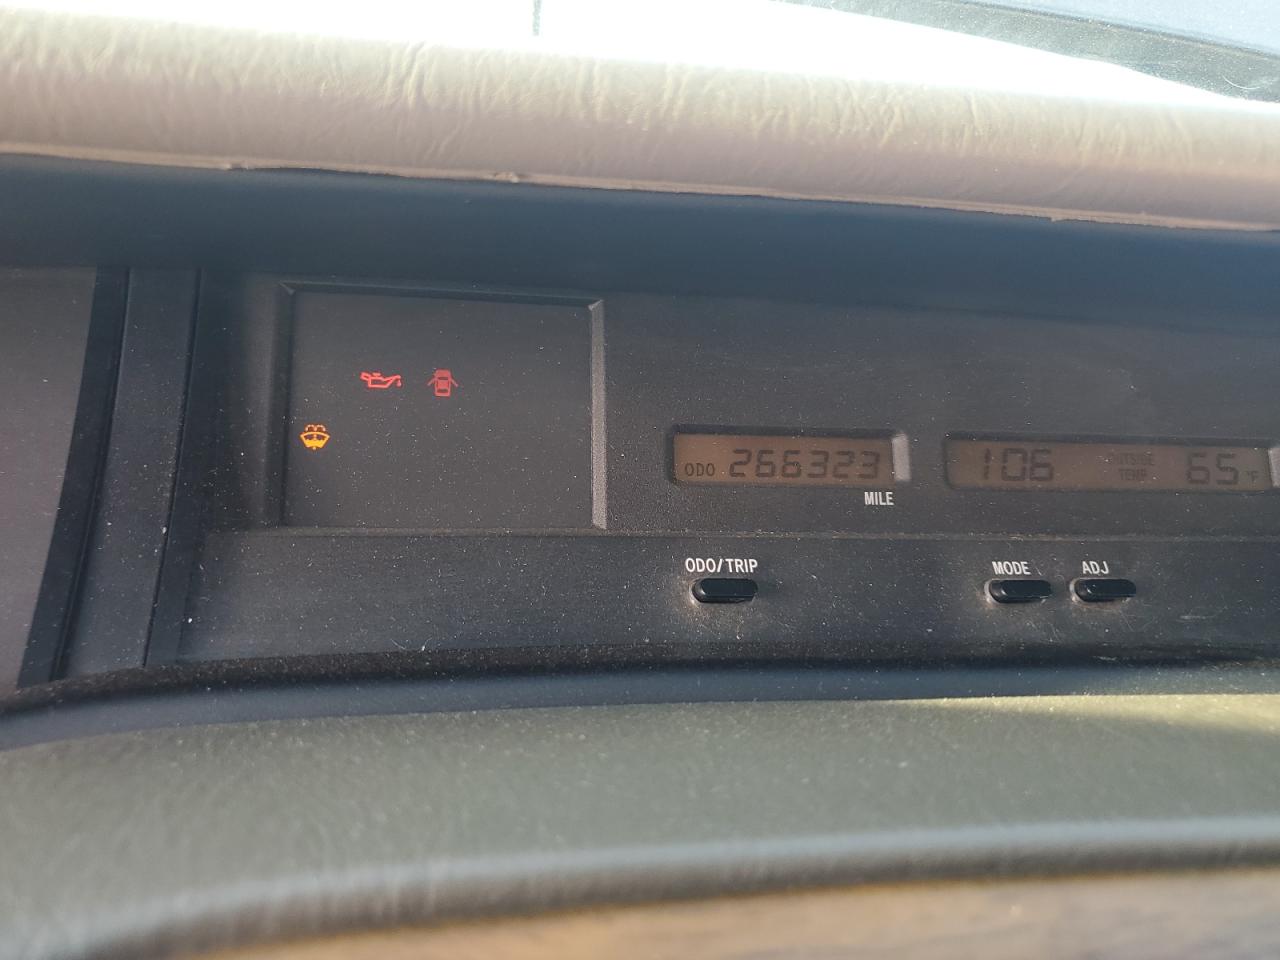 ODO 266323
MILE
106 OUTSIDE TEMP 65 °F
ODO/TRIP
MODE ADJ